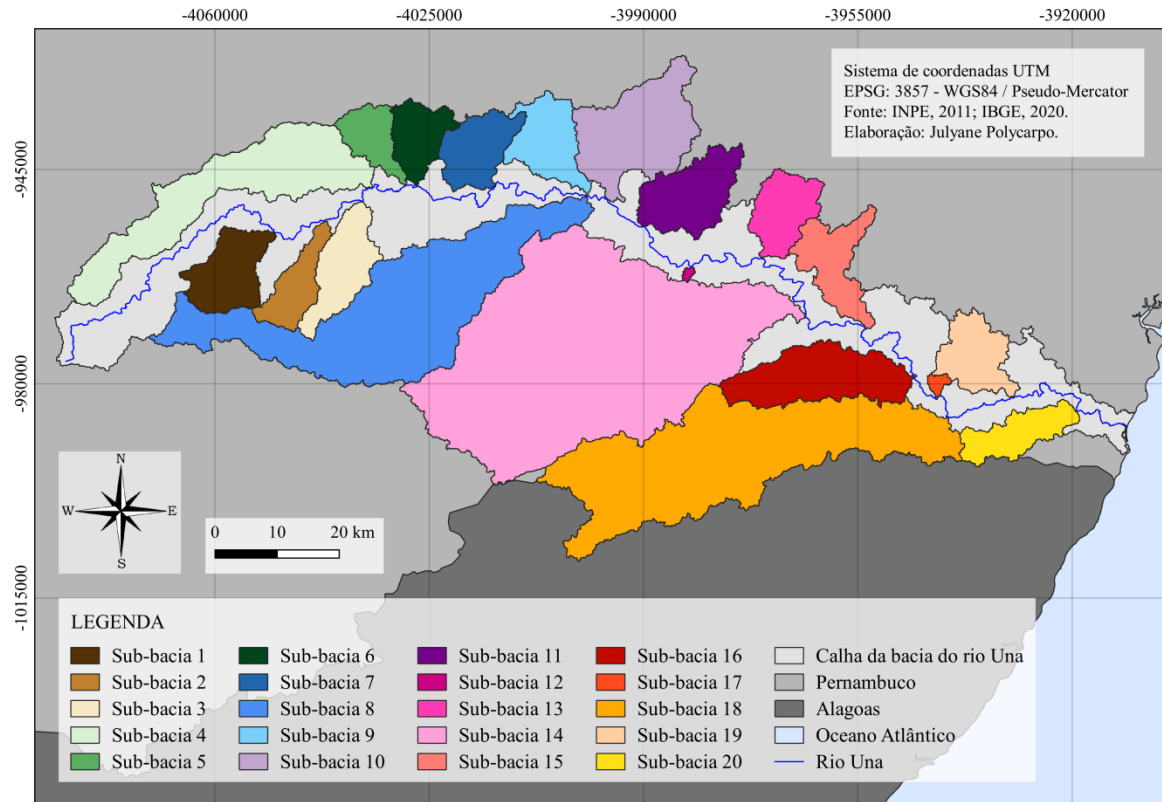 -4060000 -4025000 -3990000 -3955000 -3920000
Sistema de coordenadas UTM
EPSG: 3857 - WGS84 / Pseudo-Mercator
Fonte: INPE, 2011; IBGE, 2020.
Elaboração: Julyane Polycarpo.
-945000
-980000
-1015000
N
W E
S
0 10 20 km
LEGENDA
Sub-bacia 1 Sub-bacia 6 Sub-bacia 11 Sub-bacia 16 Calha da bacia do rio Una
Sub-bacia 2 Sub-bacia 7 Sub-bacia 12 Sub-bacia 17 Pernambuco
Sub-bacia 3 Sub-bacia 8 Sub-bacia 13 Sub-bacia 18 Alagoas
Sub-bacia 4 Sub-bacia 9 Sub-bacia 14 Sub-bacia 19 Oceano Atlântico
Sub-bacia 5 Sub-bacia 10 Sub-bacia 15 Sub-bacia 20 Rio Una